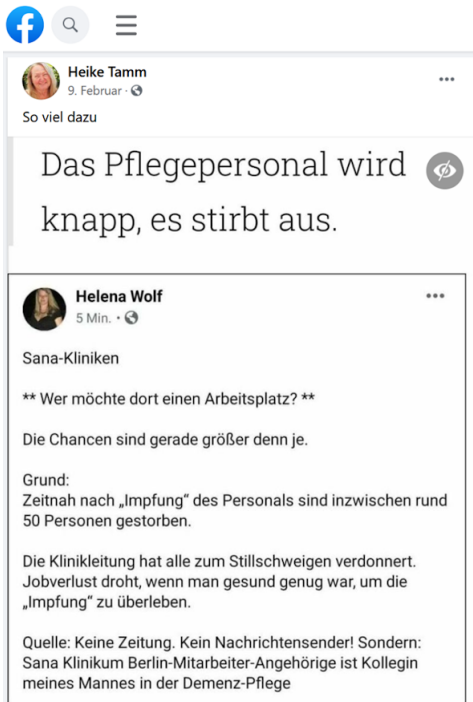 Heike Tamm
9. Februar ·
So viel dazu
Das Pflegepersonal wird
knapp, es stirbt aus.
Helena Wolf
5 Min. ·
Sana-Kliniken
** Wer möchte dort einen Arbeitsplatz? **
Die Chancen sind gerade größer denn je.
Grund:
Zeitnah nach „Impfung“ des Personals sind inzwischen rund
50 Personen gestorben.
Die Klinikleitung hat alle zum Stillschweigen verdonnert.
Jobverlust droht, wenn man gesund genug war, um die
„Impfung“ zu überleben.
Quelle: Keine Zeitung. Kein Nachrichtensender! Sondern:
Sana Klinikum Berlin-Mitarbeiter-Angehörige ist Kollegin
meines Mannes in der Demenz-Pflege